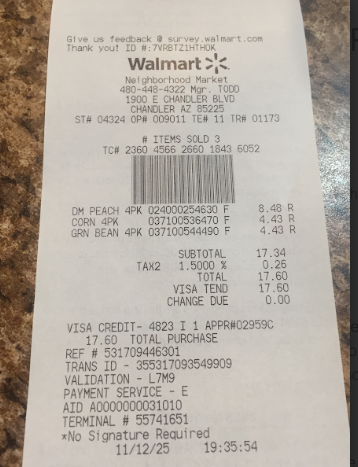 Give us feedback @ survey.walmart.com
Thank you! ID #:7VRBTZ1HTHOK
Walmart
Neighborhood Market
480-448-4322 Mgr. TODD
1900 E CHANDLER BLVD
CHANDLER AZ 85225
ST# 04324 OP# 009011 TE# 11 TR# 01173
# ITEMS SOLD 3
TC# 2360 4566 2660 1843 6052
DM PEACH 4PK 024000254630 F 8.48 R
CORN 4PK 037100536470 F 4.43 R
GRN BEAN 4PK 037100544490 F 4.43 R
SUBTOTAL 17.34
TAX2 1.5000 % 0.26
TOTAL 17.60
VISA TEND 17.60
CHANGE DUE 0.00
VISA CREDIT- 4823 I 1 APPR#02959C
17.60 TOTAL PURCHASE
REF # 531709446301
TRANS ID - 355317093549909
VALIDATION - L7M9
PAYMENT SERVICE - E
AID A0000000031010
TERMINAL # 55741651
*No Signature Required
11/12/25 19:35:54